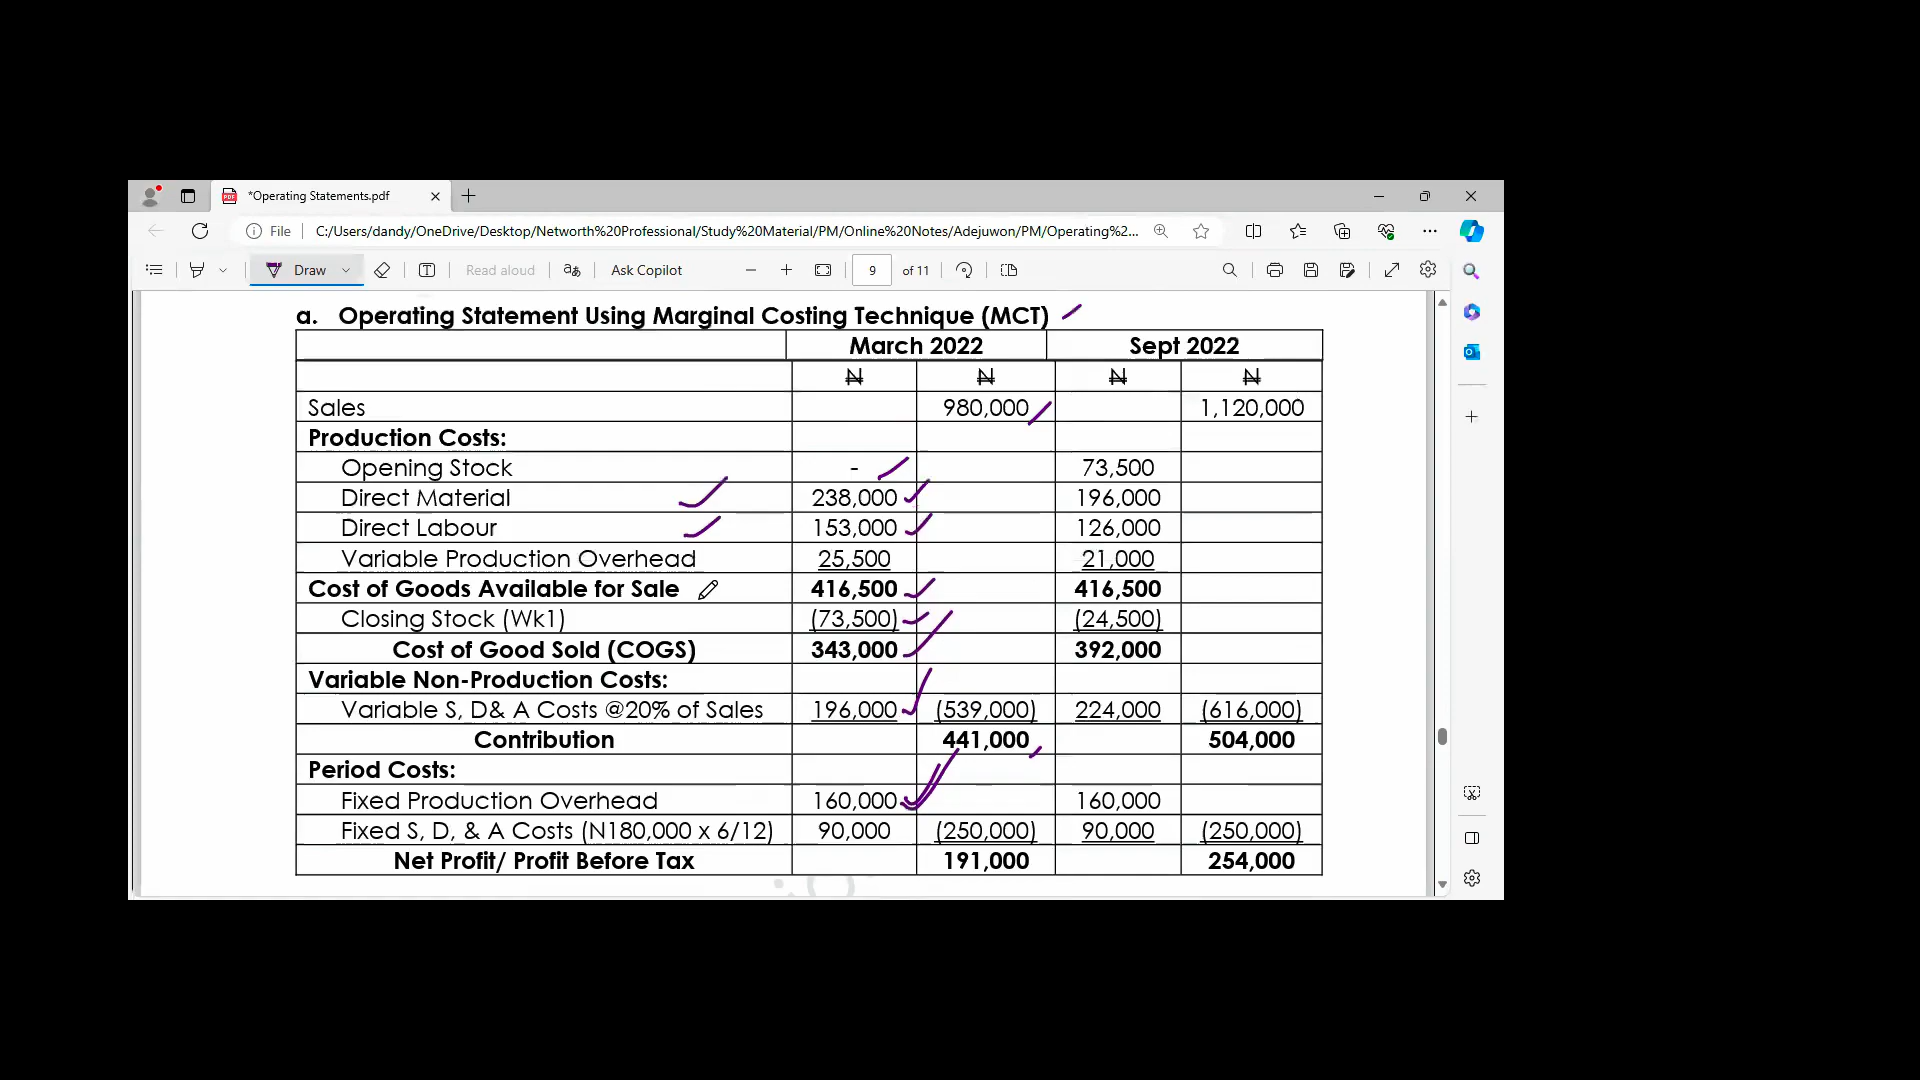 *Operating Statements.pdf
File C:/Users/dandy/OneDrive/Desktop/Networth%20Professional/Study%20Material/PM/Online%20Notes/Adejuwon/PM/Operating%2...
Draw Read aloud Ask Copilot 9 of 11
a. Operating Statement Using Marginal Costing Technique (MCT)
March 2022 Sept 2022
₦ ₦ ₦ ₦
Sales 980,000 1,120,000
Production Costs:
Opening Stock - 73,500
Direct Material 238,000 196,000
Direct Labour 153,000 126,000
Variable Production Overhead 25,500 21,000
Cost of Goods Available for Sale 416,500 416,500
Closing Stock (Wk1) (73,500) (24,500)
Cost of Good Sold (COGS) 343,000 392,000
Variable Non-Production Costs:
Variable S, D& A Costs @20% of Sales 196,000 (539,000) 224,000 (616,000)
Contribution 441,000 504,000
Period Costs:
Fixed Production Overhead 160,000 160,000
Fixed S, D, & A Costs (N180,000 x 6/12) 90,000 (250,000) 90,000 (250,000)
Net Profit/ Profit Before Tax 191,000 254,000